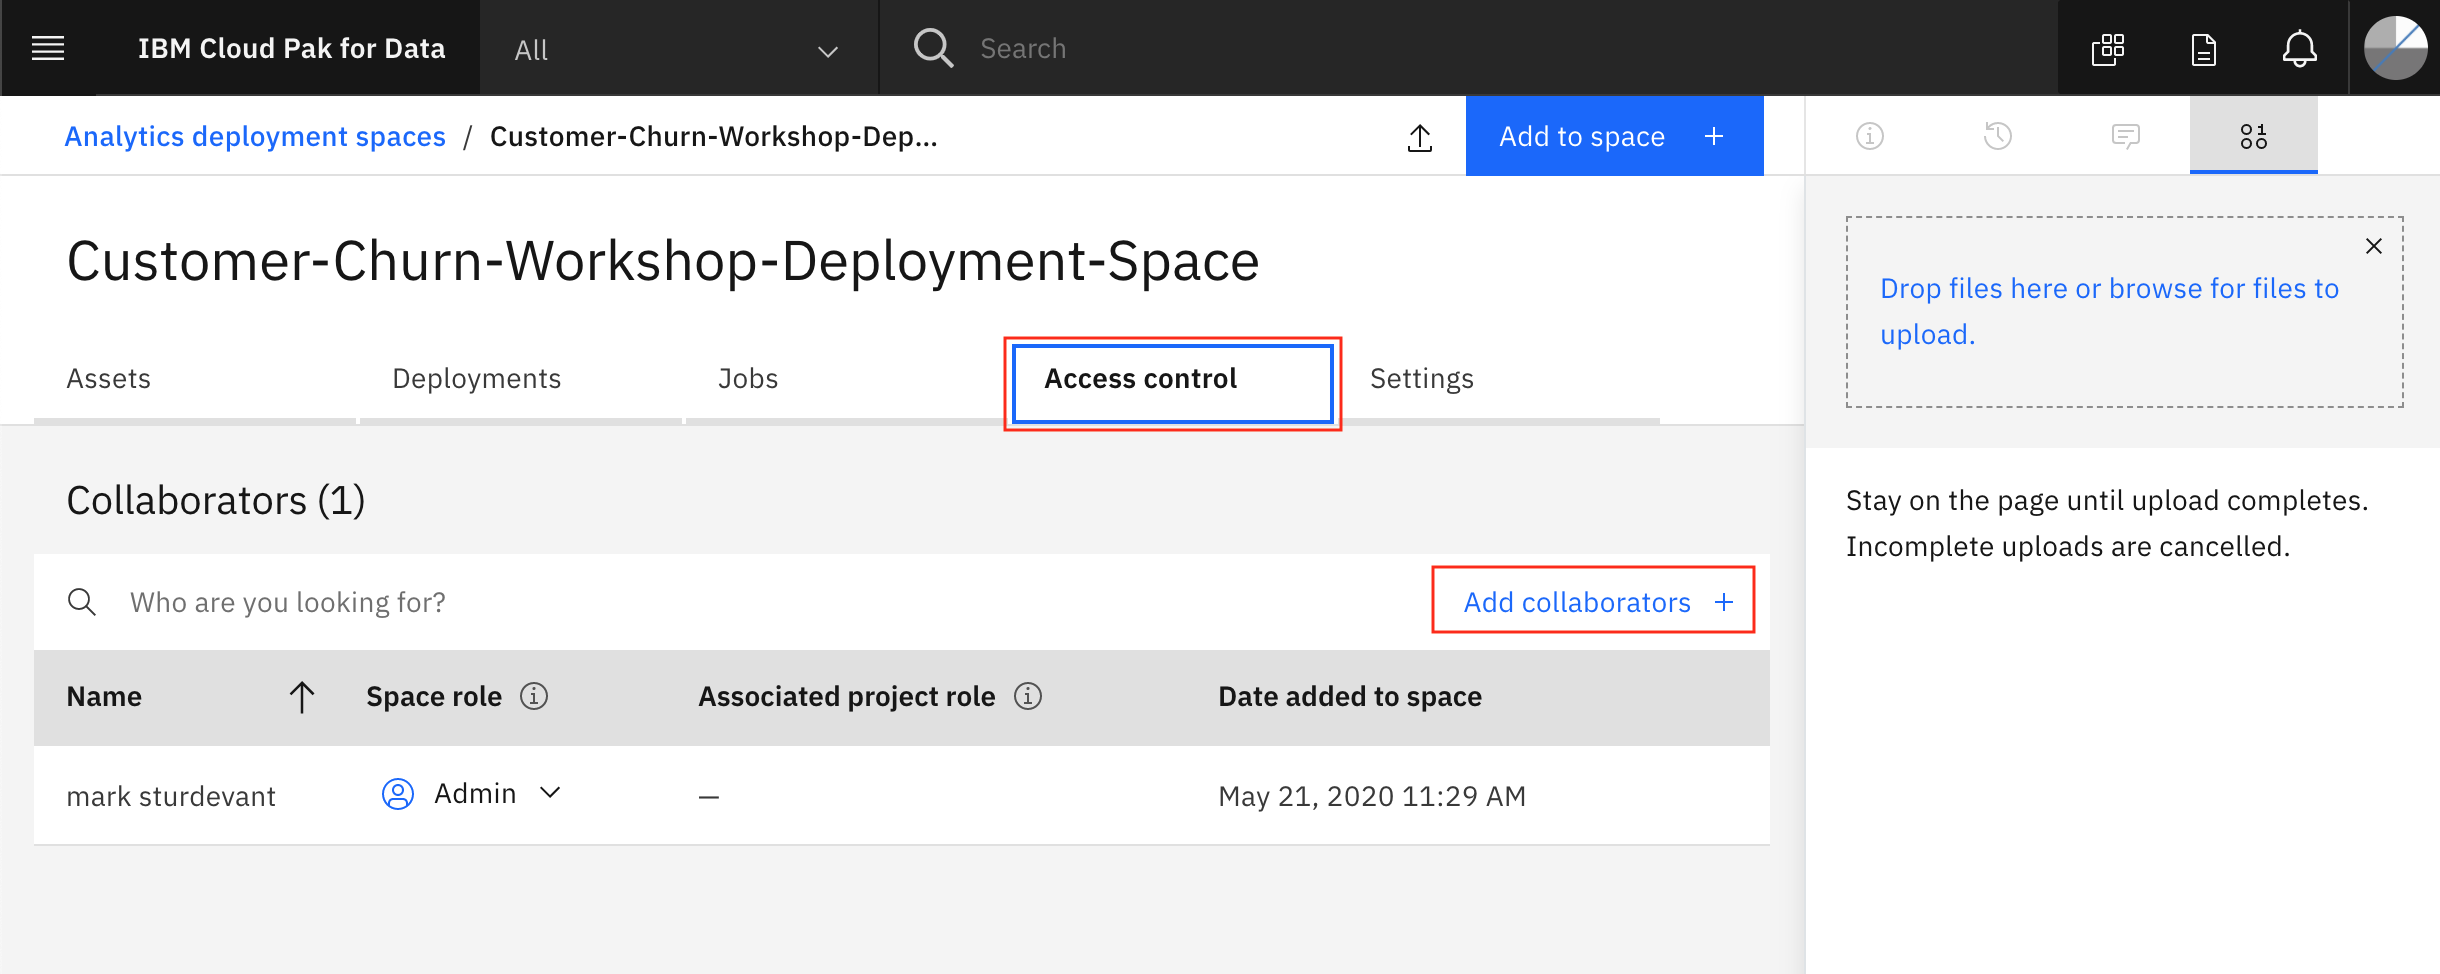 IBM Cloud Pak for Data
All
Search
Analytics deployment spaces / Customer-Churn-Workshop-Dep...
Add to space +
Customer-Churn-Workshop-Deployment-Space
Assets
Deployments
Jobs
Access control
Settings
Collaborators (1)
Who are you looking for?
Add collaborators +
Name
Space role
Associated project role
Date added to space
mark sturdevant
Admin
—
May 21, 2020 11:29 AM
Drop files here or browse for files to
upload.
Stay on the page until upload completes.
Incomplete uploads are cancelled.